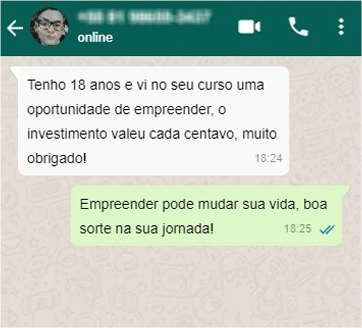 online
Tenho 18 anos e vi no seu curso uma
oportunidade de empreender, o
investimento valeu cada centavo, muito
obrigado!
18:24
Empreender pode mudar sua vida, boa
sorte na sua jornada!
18:25